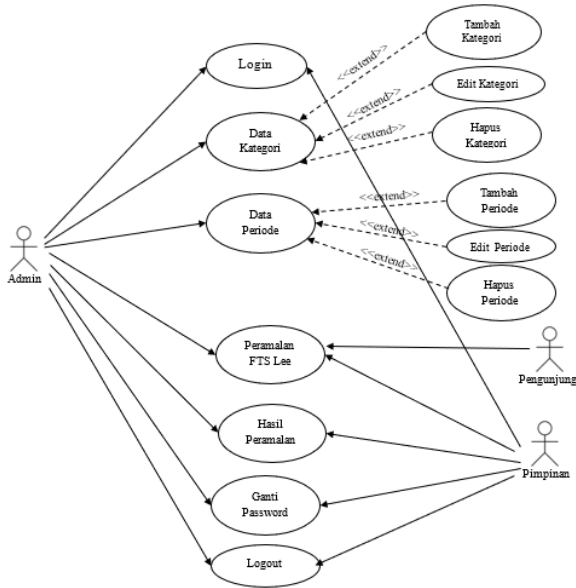 Tambah
Kategori
<<extend>>
Login
Edit Kategori
<<extend>>
Data
Kategori
<<extend>>
Hapus
Kategori
Tambah
Periode
<<extend>>
Data
Periode
<<extend>>
Edit Periode
<<extend>>
Hapus
Periode
Admin
Peramalan
FTS Lee
Pengunjung
Hasil
Peramalan
Pimpinan
Ganti
Password
Logout